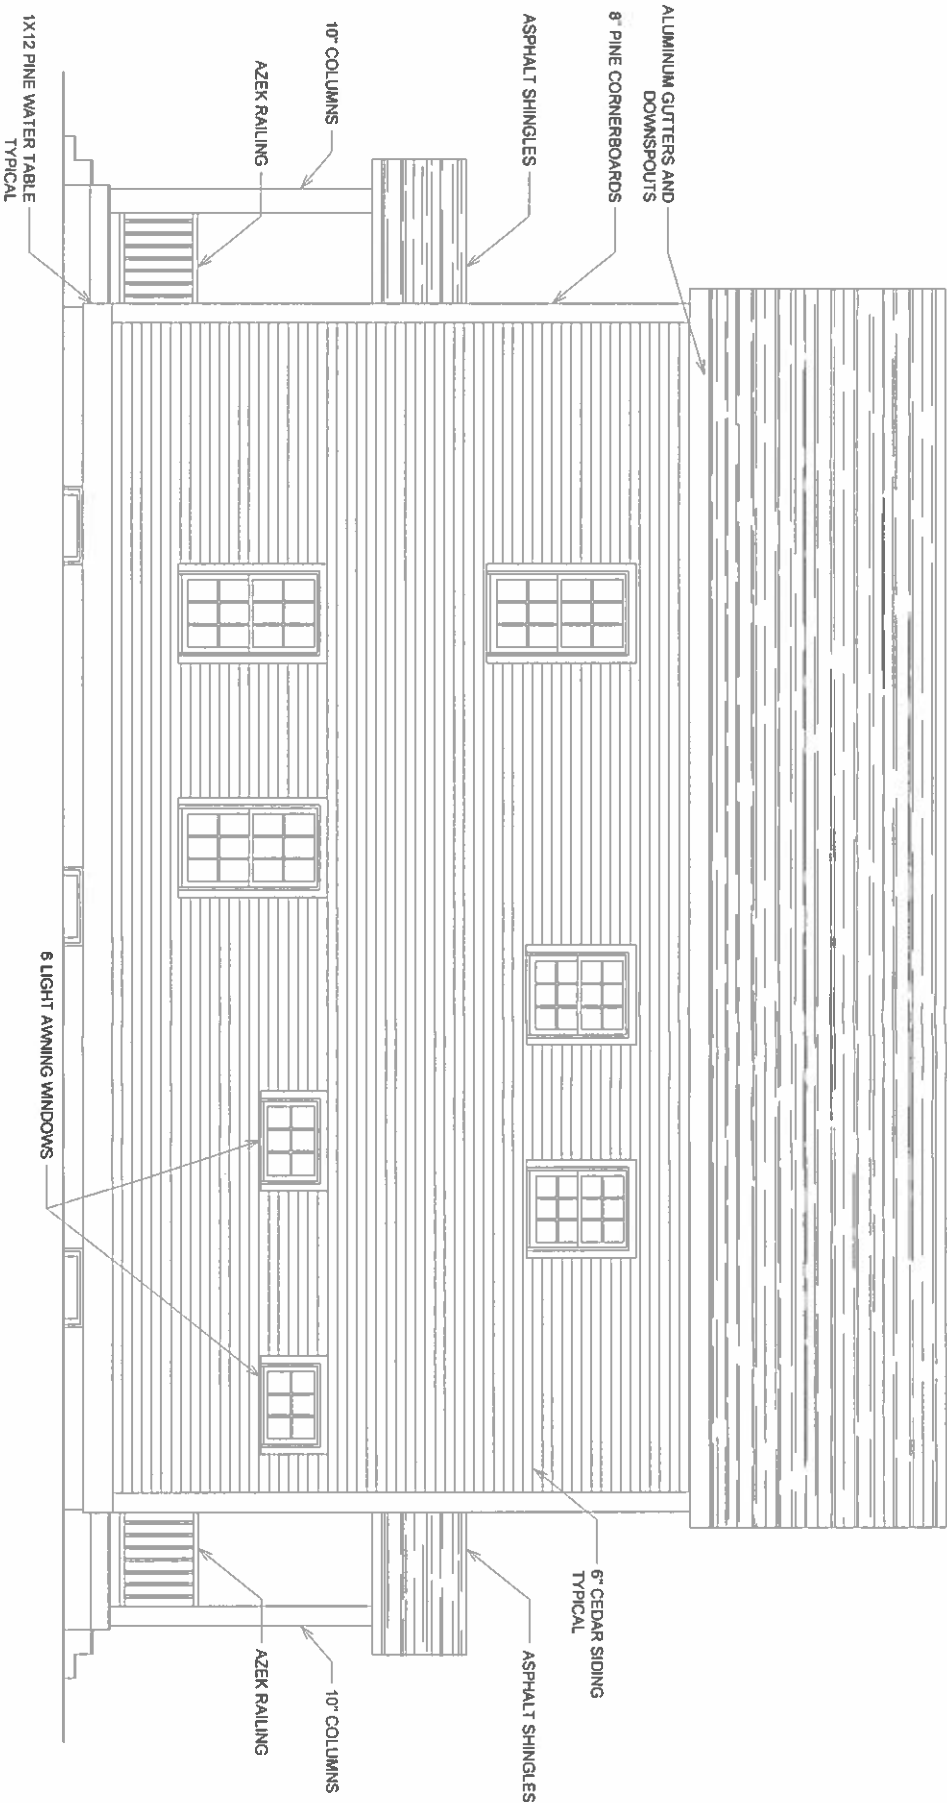 ALUMINUM GUTTERS AND
DOWNSPOUTS
8" PINE CORNERBOARDS
ASPHALT SHINGLES
10" COLUMNS
AZEK RAILING
1X12 PINE WATER TABLE
TYPICAL
6 LIGHT AWNING WINDOWS
6" CEDAR SIDING
TYPICAL
ASPHALT SHINGLES
10" COLUMNS
AZEK RAILING